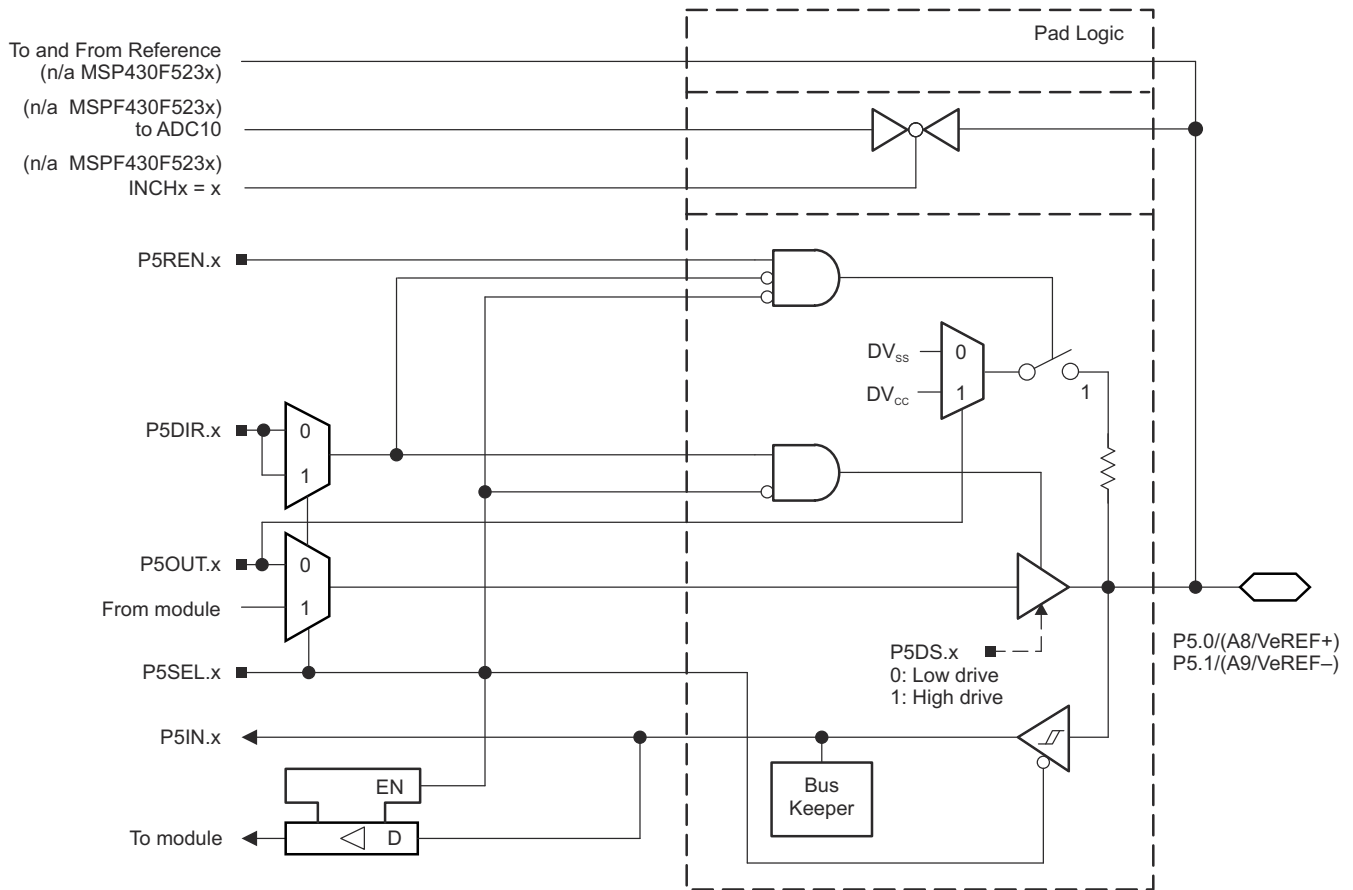 Pad Logic
To and From Reference
(n/a MSP430F523x)
(n/a MSPF430F523x)
to ADC10
(n/a MSPF430F523x)
INCHx = x
P5REN.x
DVSS
0
DVCC
1
1
P5DIR.x
0
1
P5OUT.x
0
From module
1
P5SEL.x
P5DS.x
0: Low drive
1: High drive
P5.0/(A8/VeREF+)
P5.1/(A9/VeREF–)
P5IN.x
Bus
Keeper
EN
To module
D